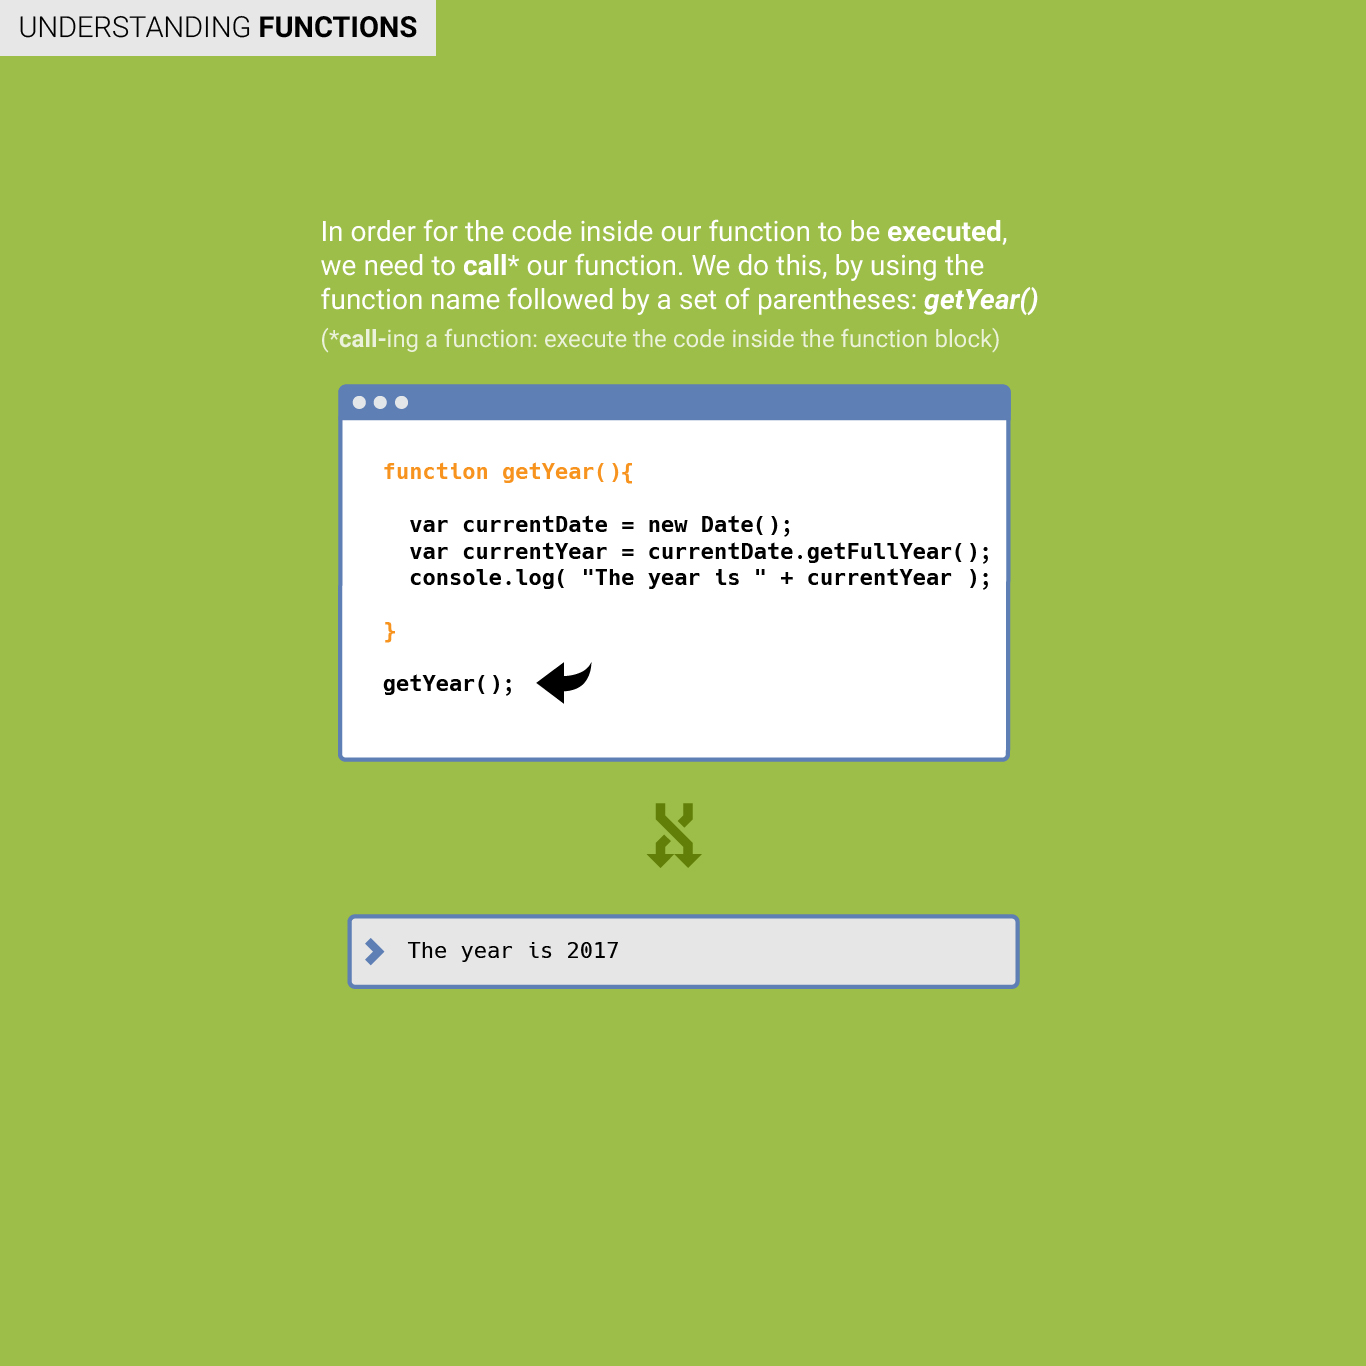 UNDERSTANDING FUNCTIONS
In order for the code inside our function to be executed,
we need to call* our function. We do this, by using the
function name followed by a set of parentheses: getYear()
(*call-ing a function: execute the code inside the function block)
function getYear(){
var currentDate = new Date();
var currentYear = currentDate.getFullYear();
console.log( "The year is " + currentYear );
}
getYear();
The year is 2017